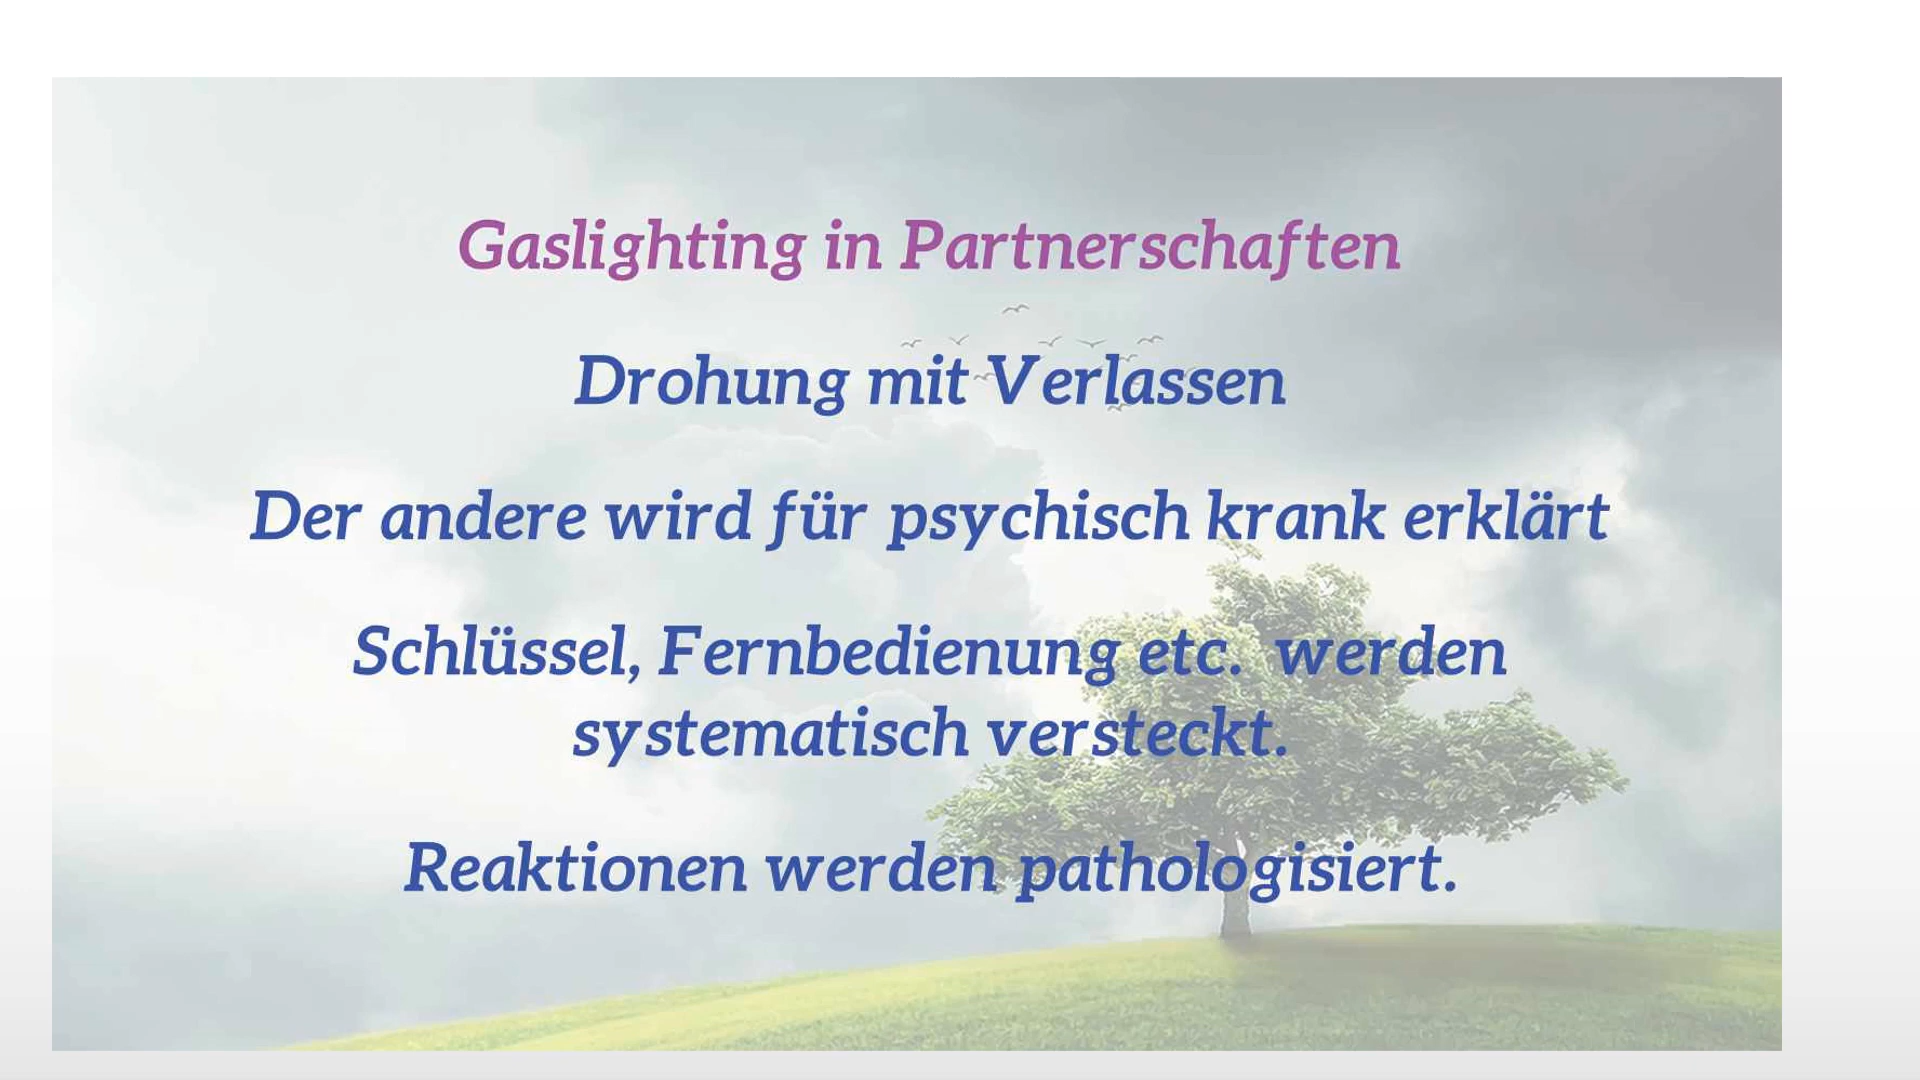 Gaslighting in Partnerschaften
Drohung mit Verlassen
Der andere wird für psychisch krank erklärt
Schlüssel, Fernbedienung etc.  werden
systematisch versteckt.
Reaktionen werden pathologisiert.